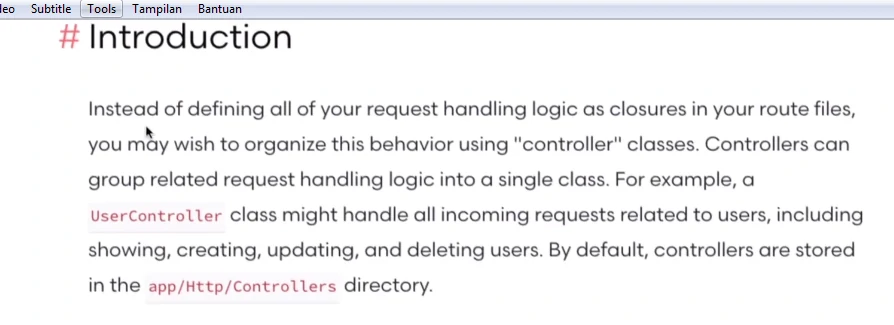 Subtitle Tools Tampilan Bantuan
# Introduction
Instead of defining all of your request handling logic as closures in your route files,
you may wish to organize this behavior using "controller" classes. Controllers can
group related request handling logic into a single class. For example, a
UserController class might handle all incoming requests related to users, including
showing, creating, updating, and deleting users. By default, controllers are stored
in the app/Http/Controllers directory.